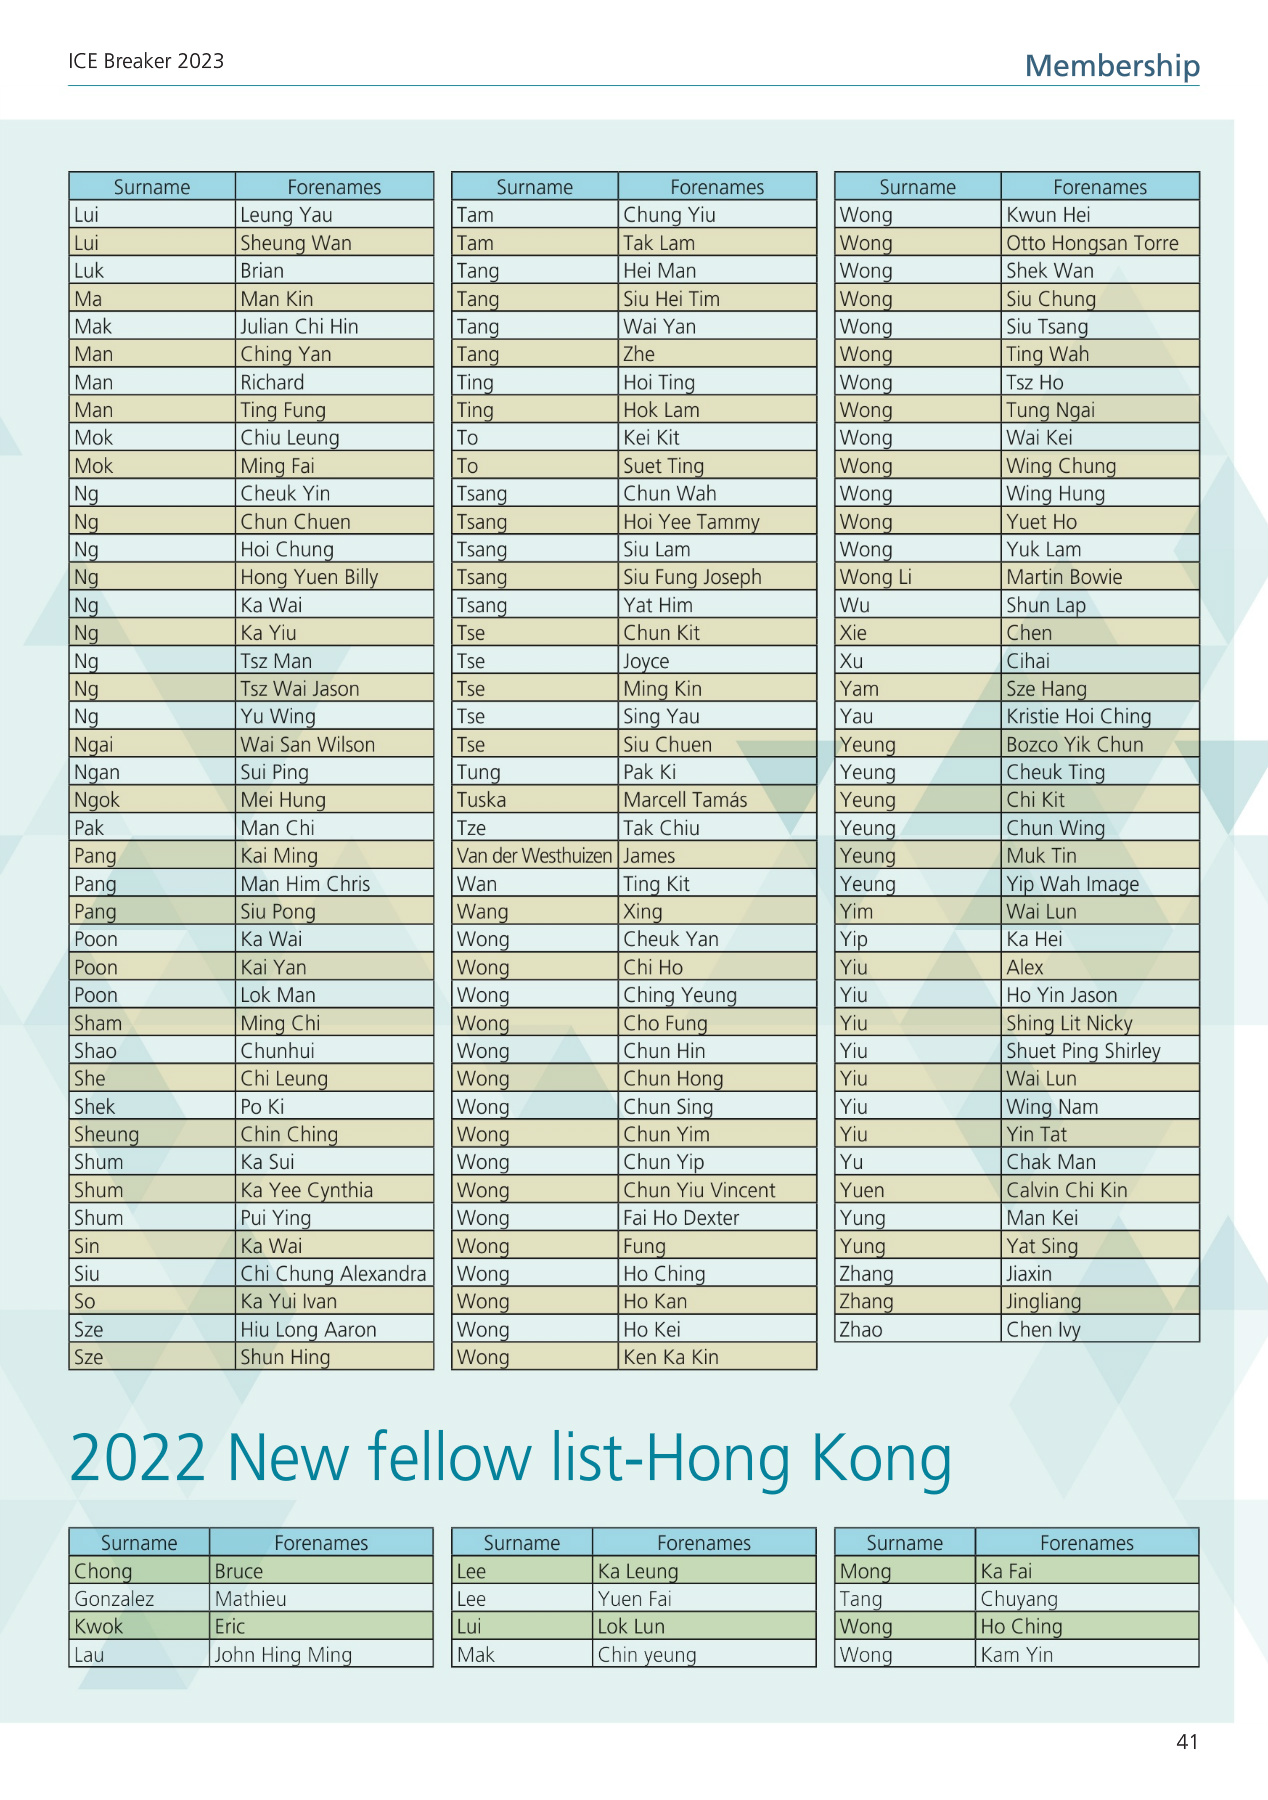 ICE Breaker 2023
Membership
Surname Forenames
Lui Leung Yau
Lui Sheung Wan
Luk Brian
Ma Man Kin
Mak Julian Chi Hin
Man Ching Yan
Man Richard
Man Ting Fung
Mok Chiu Leung
Mok Ming Fai
Ng Cheuk Yin
Ng Chun Chuen
Ng Hoi Chung
Ng Hong Yuen Billy
Ng Ka Wai
Ng Ka Yiu
Ng Tsz Man
Ng Tsz Wai Jason
Ng Yu Wing
Ngai Wai San Wilson
Ngan Sui Ping
Ngok Mei Hung
Pak Man Chi
Pang Kai Ming
Pang Man Him Chris
Pang Siu Pong
Poon Ka Wai
Poon Kai Yan
Poon Lok Man
Sham Ming Chi
Shao Chunhui
She Chi Leung
Shek Po Ki
Sheung Chin Ching
Shum Ka Sui
Shum Ka Yee Cynthia
Shum Pui Ying
Sin Ka Wai
Siu Chi Chung Alexandra
So Ka Yui Ivan
Sze Hiu Long Aaron
Sze Shun Hing
Surname Forenames
Tam Chung Yiu
Tam Tak Lam
Tang Hei Man
Tang Siu Hei Tim
Tang Wai Yan
Tang Zhe
Ting Hoi Ting
Ting Hok Lam
To Kei Kit
To Suet Ting
Tsang Chun Wah
Tsang Hoi Yee Tammy
Tsang Siu Lam
Tsang Siu Fung Joseph
Tsang Yat Him
Tse Chun Kit
Tse Joyce
Tse Ming Kin
Tse Sing Yau
Tse Siu Chuen
Tung Pak Ki
Tuska Marcell Tamás
Tze Tak Chiu
Van der Westhuizen James
Wan Ting Kit
Wang Xing
Wong Cheuk Yan
Wong Chi Ho
Wong Ching Yeung
Wong Cho Fung
Wong Chun Hin
Wong Chun Hong
Wong Chun Sing
Wong Chun Yim
Wong Chun Yip
Wong Chun Yiu Vincent
Wong Fai Ho Dexter
Wong Fung
Wong Ho Ching
Wong Ho Kan
Wong Ho Kei
Wong Ken Ka Kin
Surname Forenames
Wong Kwun Hei
Wong Otto Hongsan Torre
Wong Shek Wan
Wong Siu Chung
Wong Siu Tsang
Wong Ting Wah
Wong Tsz Ho
Wong Tung Ngai
Wong Wai Kei
Wong Wing Chung
Wong Wing Hung
Wong Yuet Ho
Wong Yuk Lam
Wong Li Martin Bowie
Wu Shun Lap
Xie Chen
Xu Cihai
Yam Sze Hang
Yau Kristie Hoi Ching
Yeung Bozco Yik Chun
Yeung Cheuk Ting
Yeung Chi Kit
Yeung Chun Wing
Yeung Muk Tin
Yeung Yip Wah Image
Yim Wai Lun
Yip Ka Hei
Yiu Alex
Yiu Ho Yin Jason
Yiu Shing Lit Nicky
Yiu Shuet Ping Shirley
Yiu Wai Lun
Yiu Wing Nam
Yiu Yin Tat
Yu Chak Man
Yuen Calvin Chi Kin
Yung Man Kei
Yung Yat Sing
Zhang Jiaxin
Zhang Jingliang
Zhao Chen Ivy
2022 New fellow list-Hong Kong
Surname Forenames
Chong Bruce
Gonzalez Mathieu
Kwok Eric
Lau John Hing Ming
Surname Forenames
Lee Ka Leung
Lee Yuen Fai
Lui Lok Lun
Mak Chin yeung
Surname Forenames
Mong Ka Fai
Tang Chuyang
Wong Ho Ching
Wong Kam Yin
41